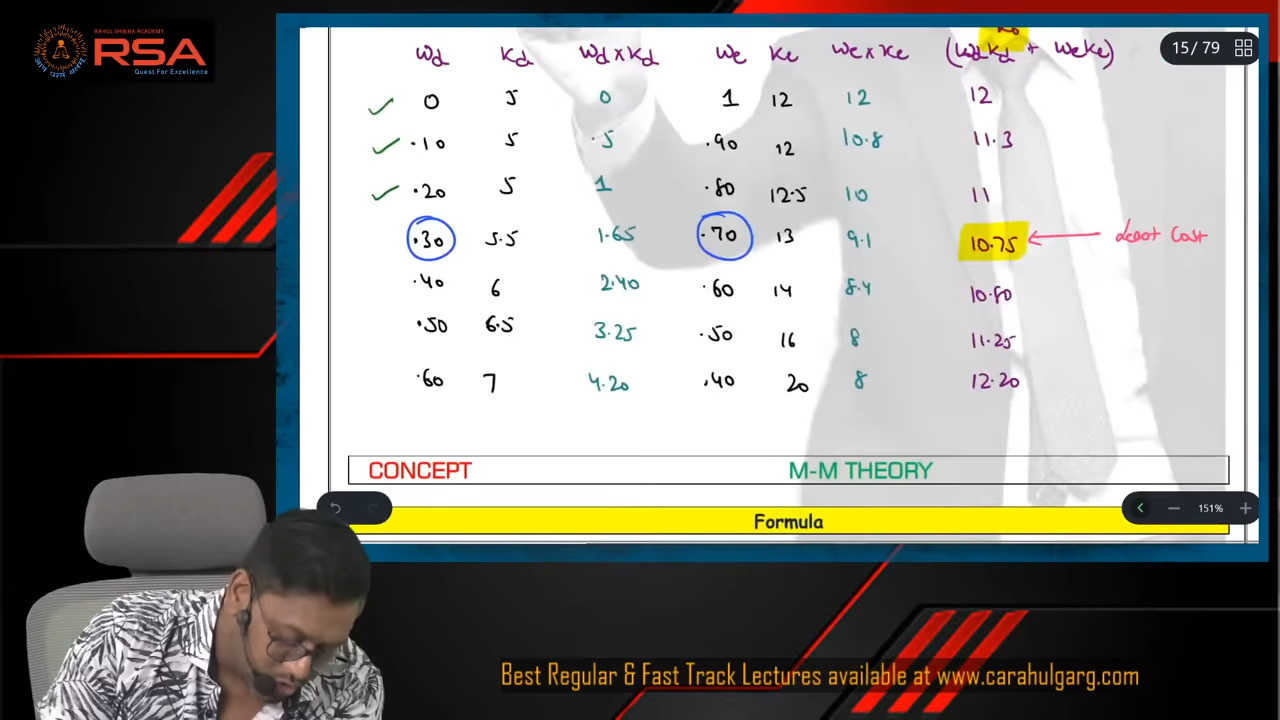 RAHUL SHIKHA ACADEMY
RSA
Quest For Excellence
15 / 79
Ko
Wd Kd Wd x Kd We Ke We x Ke (WdKd + WeKe)
0 5 0 1 12 12 12
.10 5 .5 .90 12 10.8 11.3
.20 5 1 .80 12.5 10 11
.30 5.5 1.65 .70 13 9.1 10.75 Least Cost
.40 6 2.40 .60 14 8.4 10.80
.50 6.5 3.25 .50 16 8 11.25
.60 7 4.20 .40 20 8 12.20
CONCEPT M-M THEORY
151%
Formula
Best Regular & Fast Track Lectures available at www.carahulgarg.com